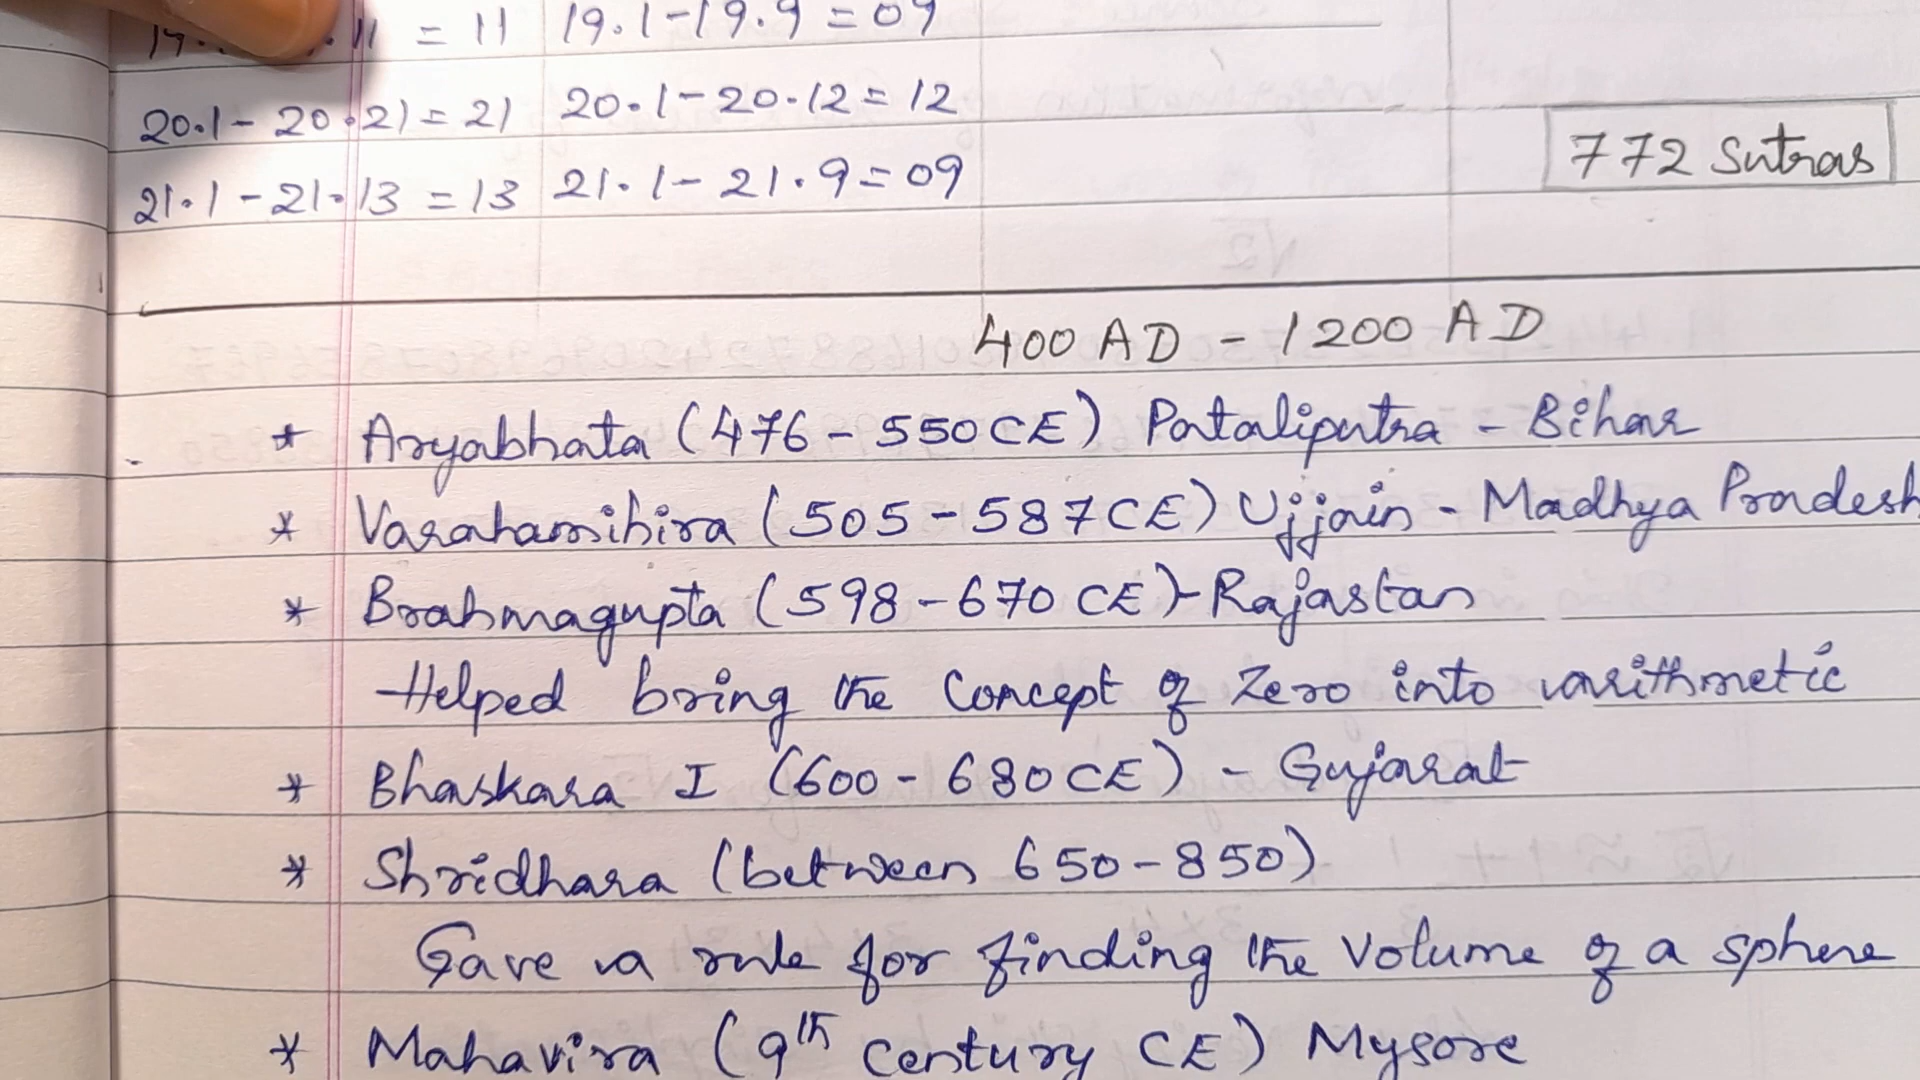 11 = 11 19.1-19.9 = 09
20.1 - 20.21 = 21 20.1 - 20.12 = 12
21.1 - 21.13 = 13 21.1 - 21.9 = 09
772 Sutras
400 AD - 1200 AD
* Aryabhata (476 - 550 CE) Pataliputra - Bihar
* Varahamihira (505 - 587 CE) Ujjain - Madhya Pradesh
* Brahmagupta (598 - 670 CE) - Rajastan
Helped bring the Concept of Zero into arithmetic
* Bhaskara I (600 - 680 CE) - Gujarat
* Shridhara (between 650 - 850)
Gave a rule for finding the Volume of a sphere
* Mahavira (9th Century CE) Mysore